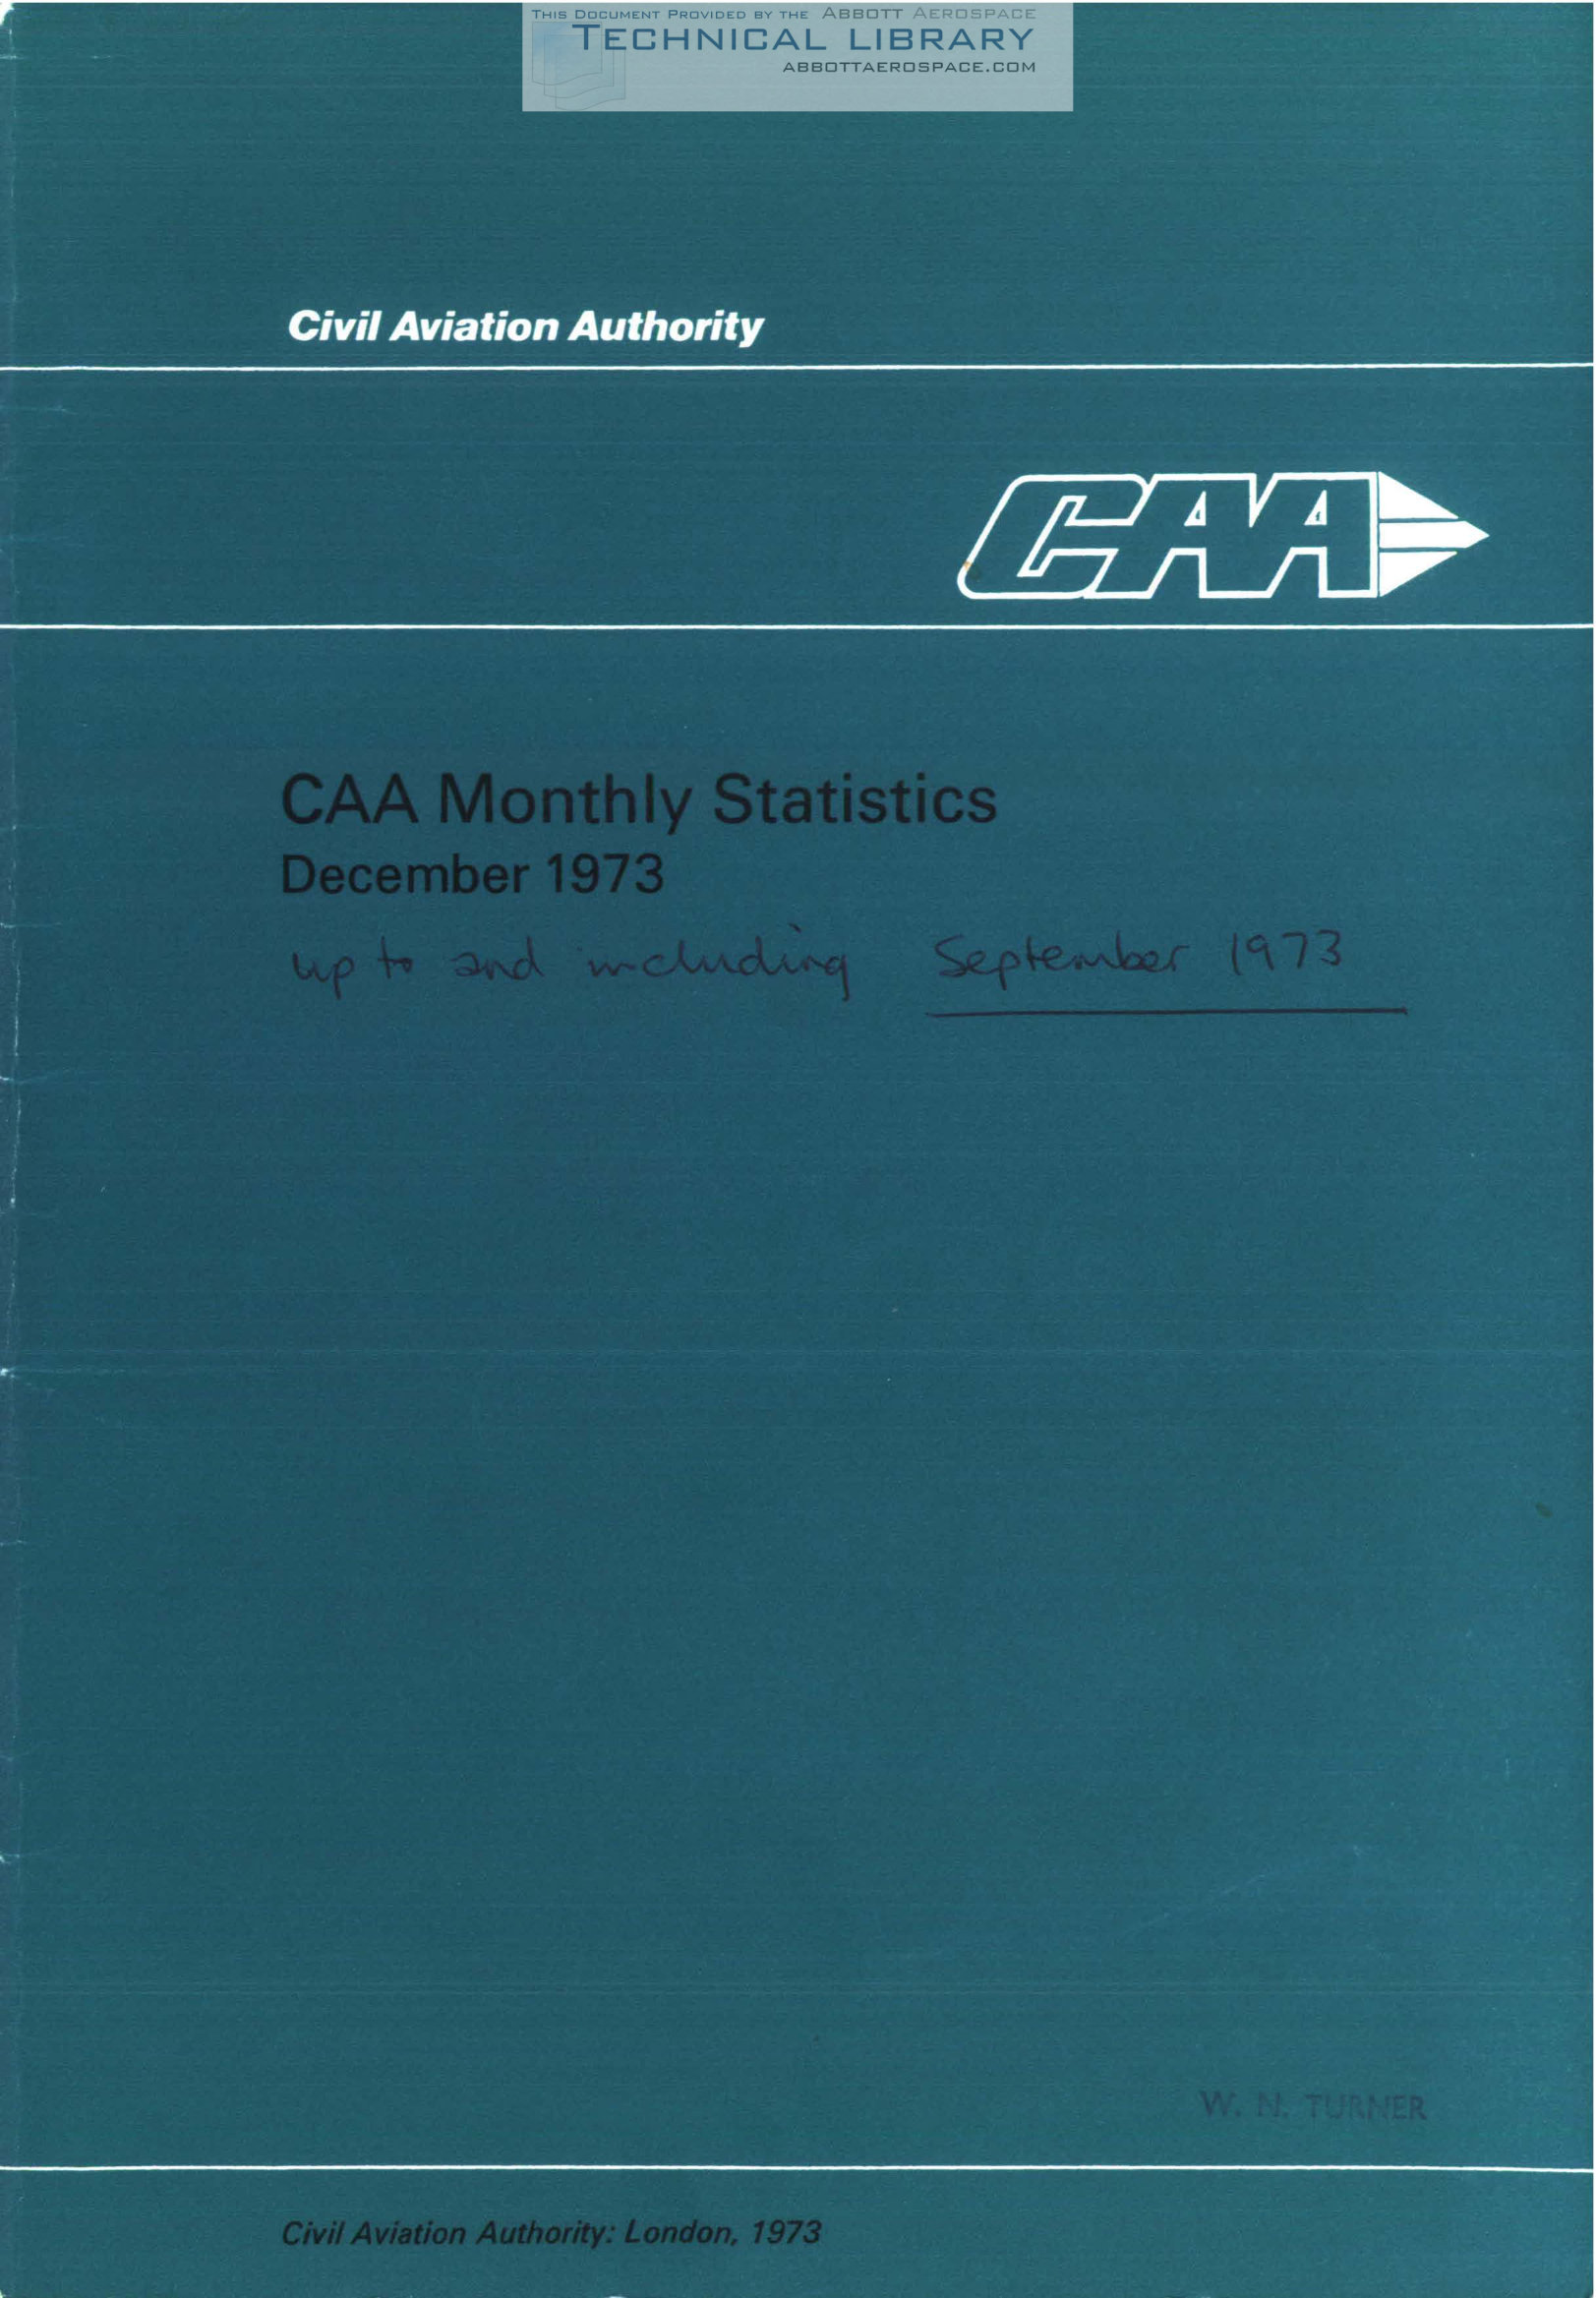 THIS DOCUMENT PROVIDED BY THE ABBOTT AEROSPACE
TECHNICAL LIBRARY
ABBOTTAEROSPACE.COM
Civil Aviation Authority
CAA
CAA Monthly Statistics
December 1973
up to and including September 1973
W. N. TURNER
Civil Aviation Authority: London, 1973